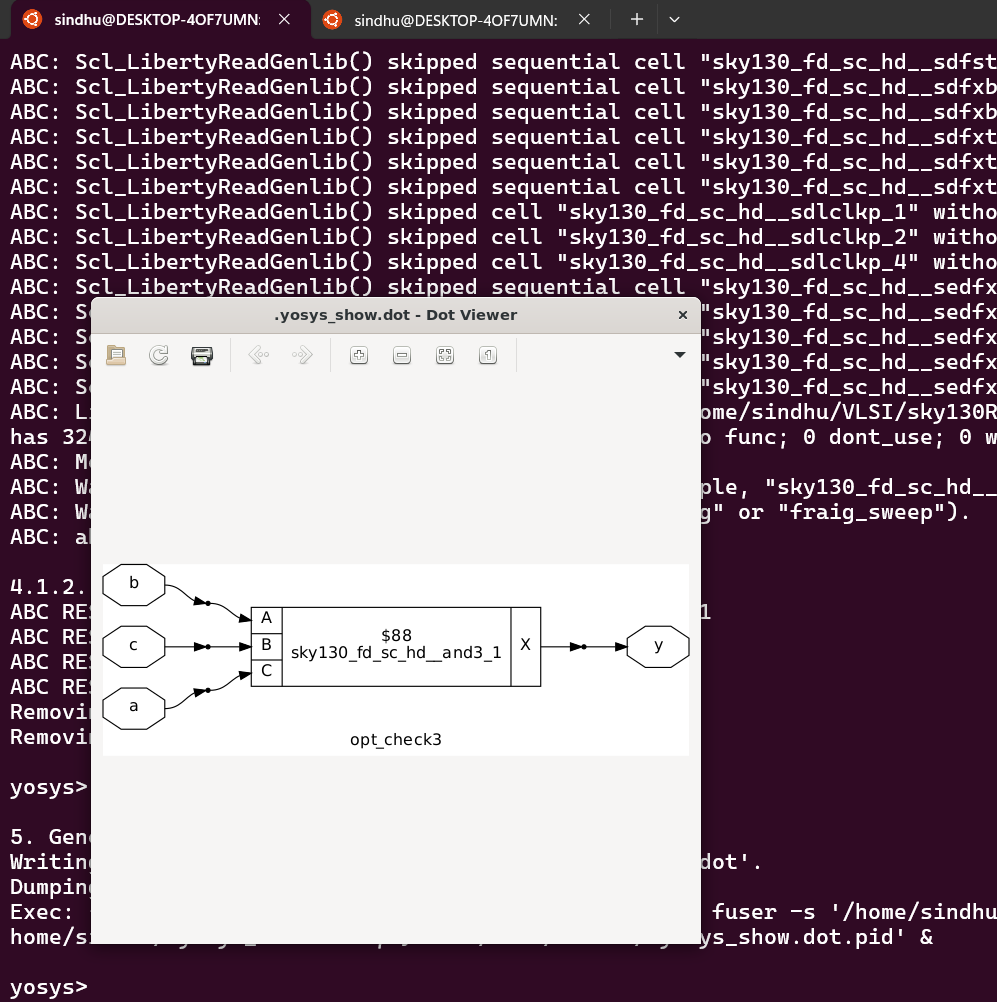 sindhu@DESKTOP-4OF7UMN:
sindhu@DESKTOP-4OF7UMN:
ABC: Scl_LibertyReadGenlib() skipped sequential cell "sky130_fd_sc_hd__sdfst
ABC: Scl_LibertyReadGenlib() skipped sequential cell "sky130_fd_sc_hd__sdfxb
ABC: Scl_LibertyReadGenlib() skipped sequential cell "sky130_fd_sc_hd__sdfxb
ABC: Scl_LibertyReadGenlib() skipped sequential cell "sky130_fd_sc_hd__sdfxt
ABC: Scl_LibertyReadGenlib() skipped sequential cell "sky130_fd_sc_hd__sdfxt
ABC: Scl_LibertyReadGenlib() skipped sequential cell "sky130_fd_sc_hd__sdfxt
ABC: Scl_LibertyReadGenlib() skipped cell "sky130_fd_sc_hd__sdlclkp_1" witho
ABC: Scl_LibertyReadGenlib() skipped cell "sky130_fd_sc_hd__sdlclkp_2" witho
ABC: Scl_LibertyReadGenlib() skipped cell "sky130_fd_sc_hd__sdlclkp_4" witho
ABC: Scl_LibertyReadGenlib() skipped sequential cell "sky130_fd_sc_hd__sedfx
ABC: Sc "sky130_fd_sc_hd__sedfx
ABC: Sc "sky130_fd_sc_hd__sedfx
ABC: Sc "sky130_fd_sc_hd__sedfx
ABC: Sc "sky130_fd_sc_hd__sedfx
ABC: Li ome/sindhu/VLSI/sky130R
has 32 o func; 0 dont_use; 0 w
ABC: Me
ABC: Wa ple, "sky130_fd_sc_hd__
ABC: Wa g" or "fraig_sweep").
ABC: ab
4.1.2.
ABC RES 1
ABC RES
ABC RES
ABC RES
Removin
Removin
yosys>
5. Gene
Writing dot'.
Dumping
Exec: fuser -s '/home/sindhu
home/si ys_show.dot.pid' &
yosys>
.yosys_show.dot - Dot Viewer
b
c
a
A
B
C
$88
sky130_fd_sc_hd__and3_1
X
y
opt_check3